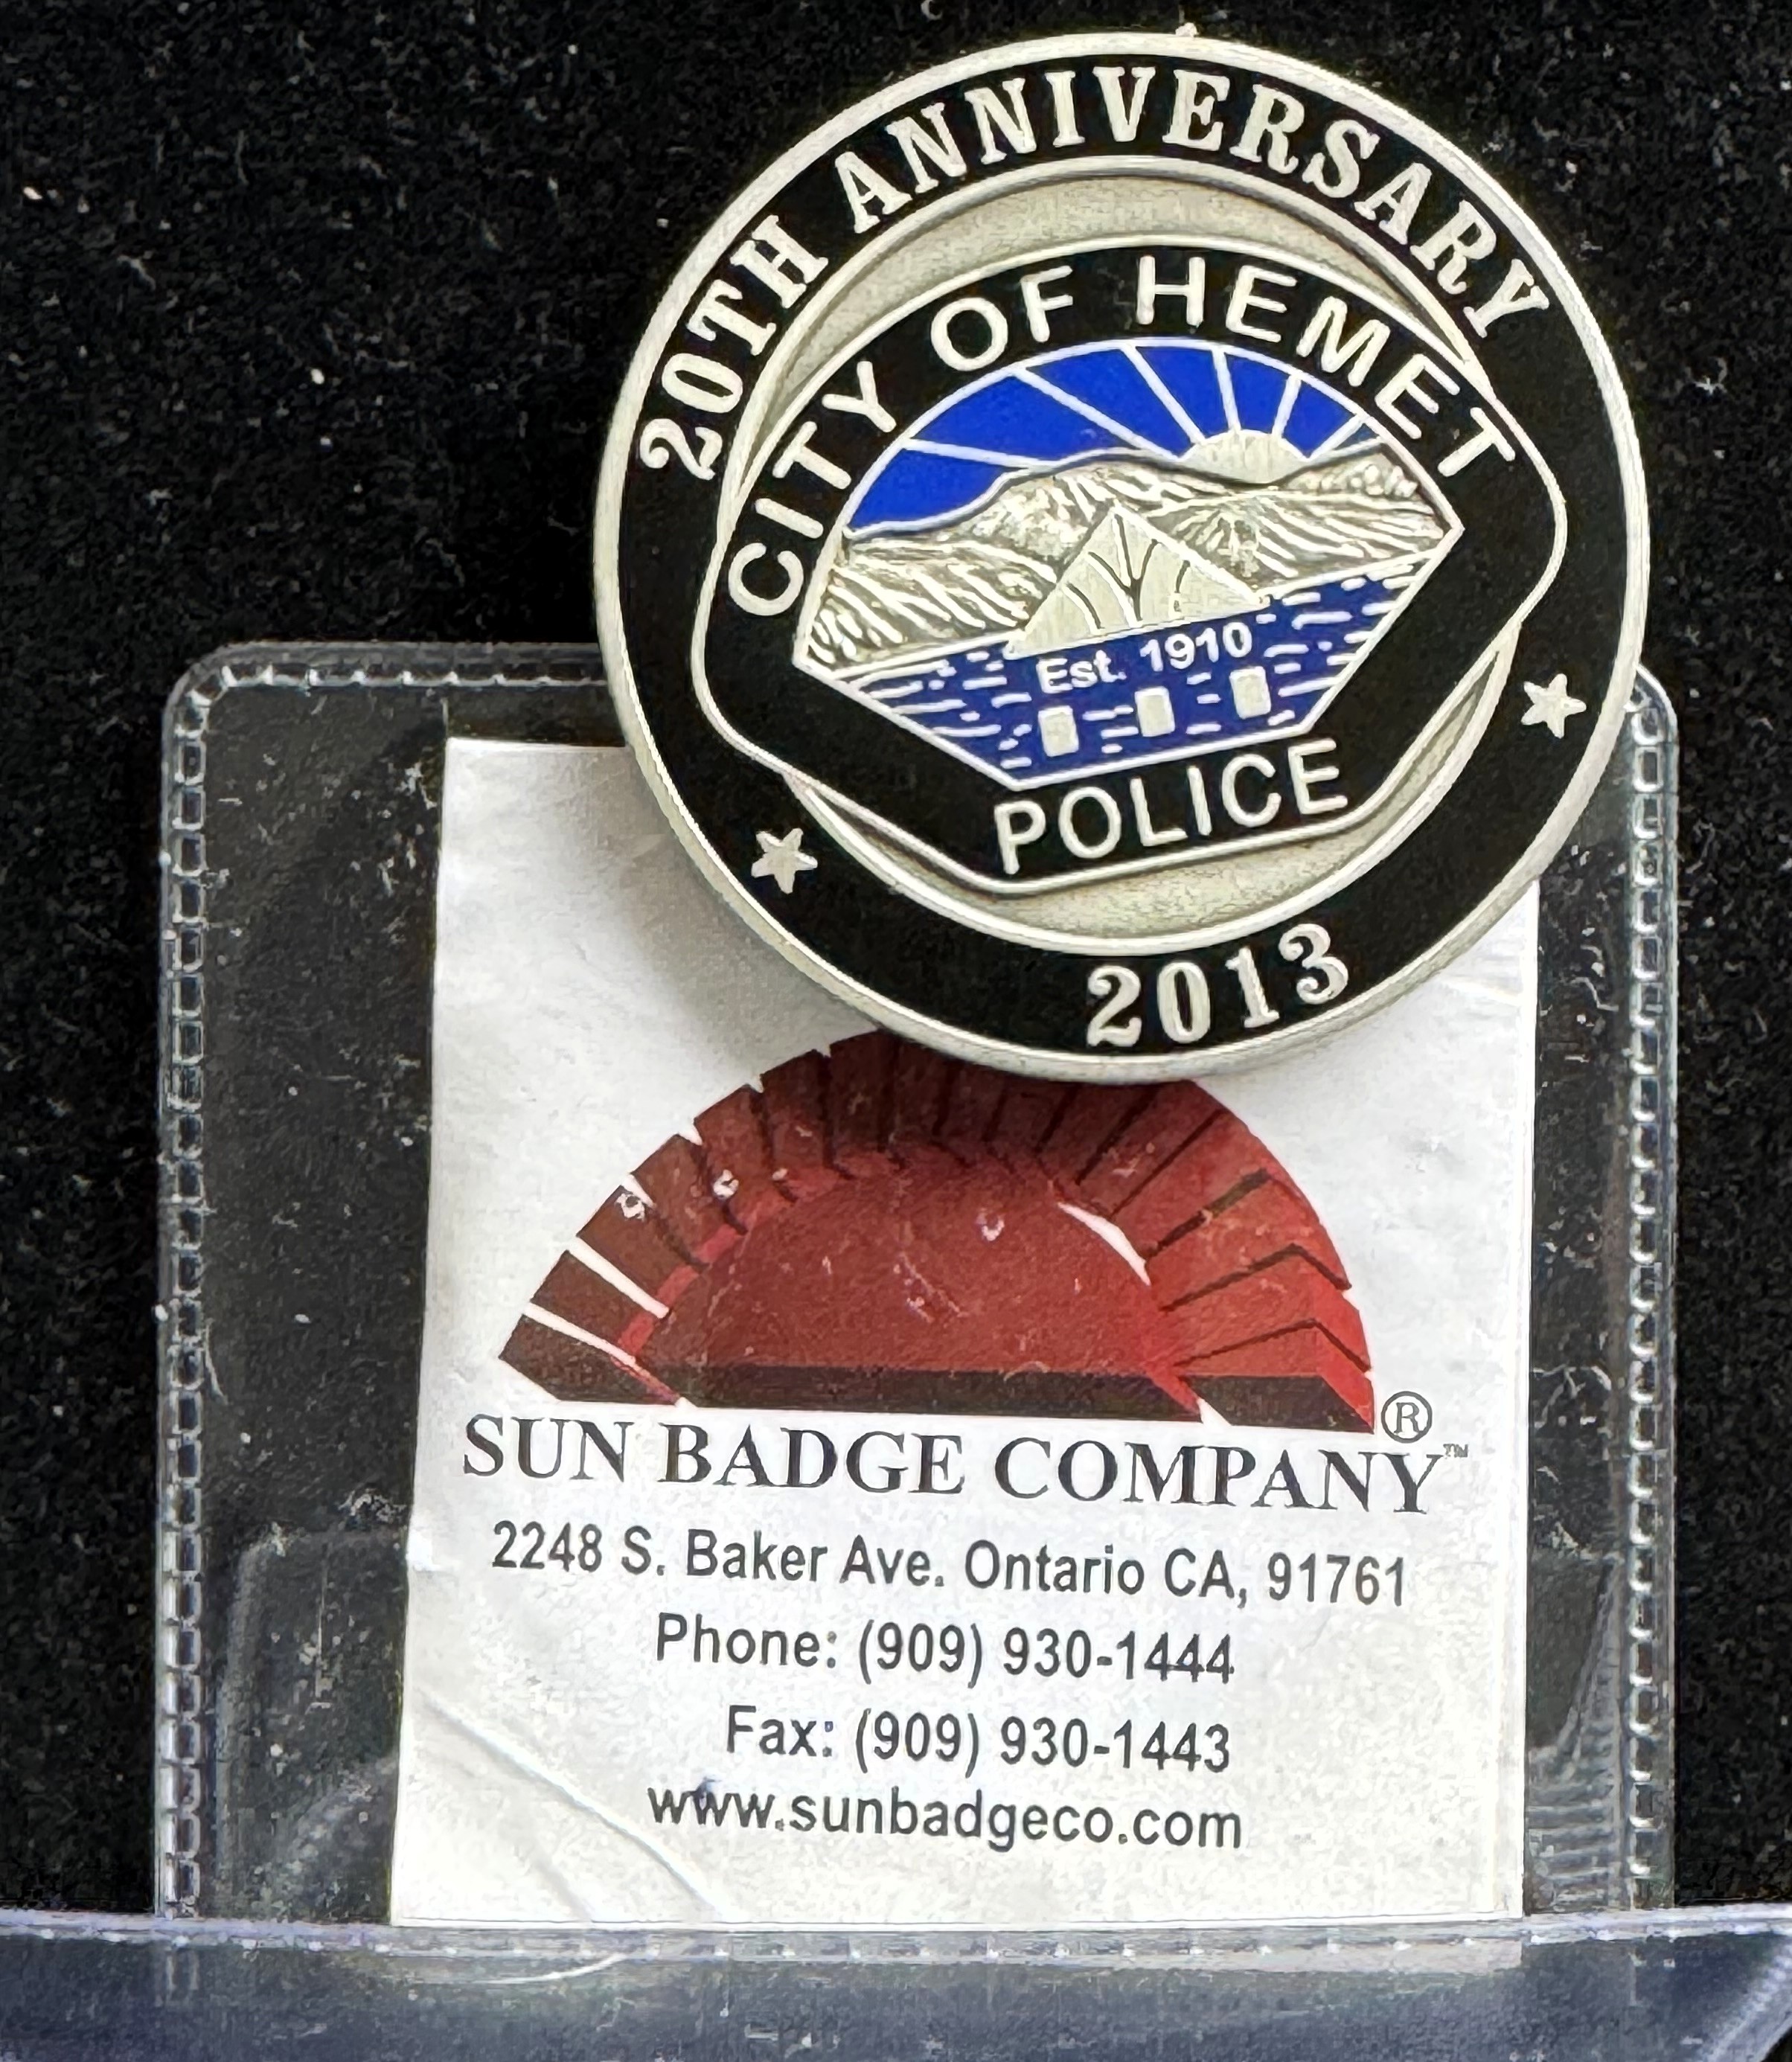 20TH ANNIVERSARY
CITY OF HEMET
Est. 1910
POLICE
2013
®
SUN BADGE COMPANY™
2248 S. Baker Ave. Ontario CA, 91761
Phone: (909) 930-1444
Fax: (909) 930-1443
www.sunbadgeco.com